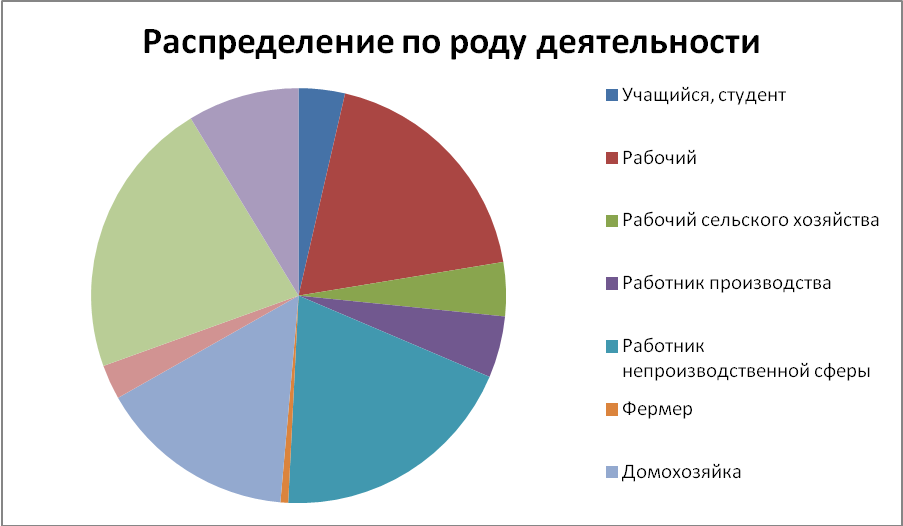 Распределение по роду деятельности
Учащийся, студент
Рабочий
Рабочий сельского хозяйства
Работник производства
Работник
непроизводственной сферы
Фермер
Домохозяйка